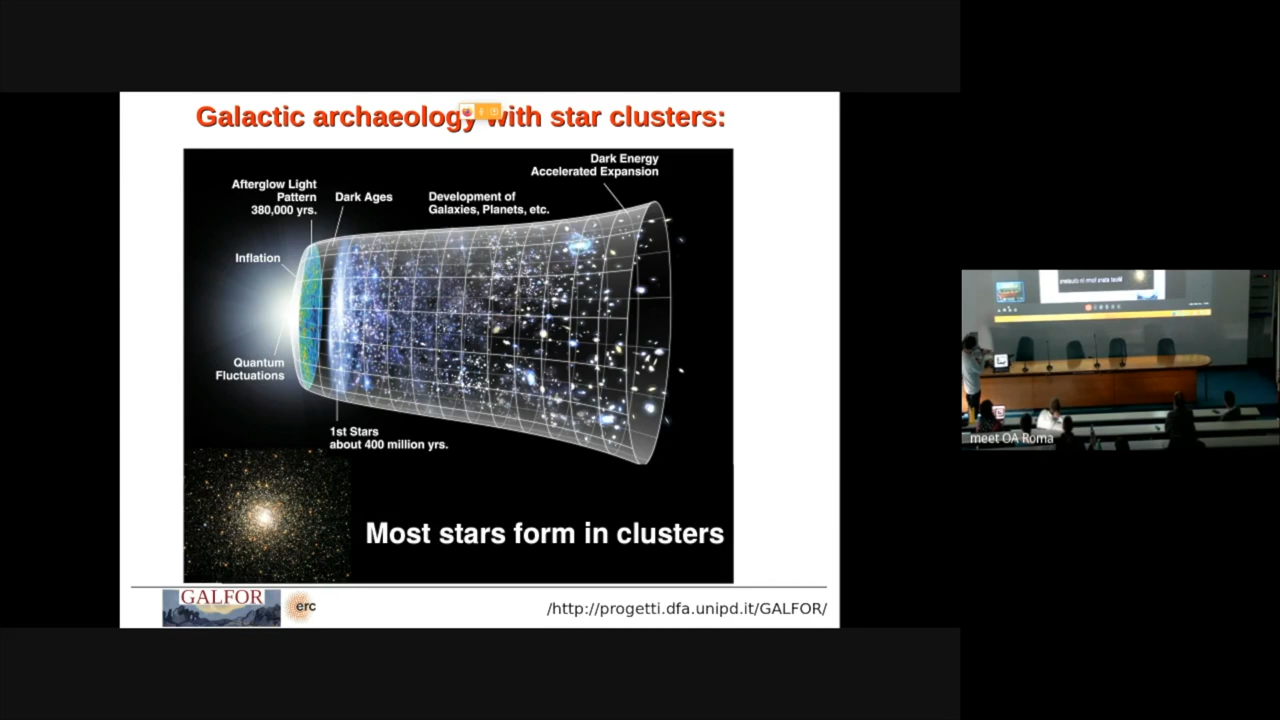 Galactic archaeology with star clusters:
Dark Energy
Accelerated Expansion
Afterglow Light
Pattern
380,000 yrs.
Dark Ages
Development of
Galaxies, Planets, etc.
Inflation
Quantum
Fluctuations
1st Stars
about 400 million yrs.
Most stars form in clusters
GALFOR
erc
/http://progetti.dfa.unipd.it/GALFOR/
meet OA Roma